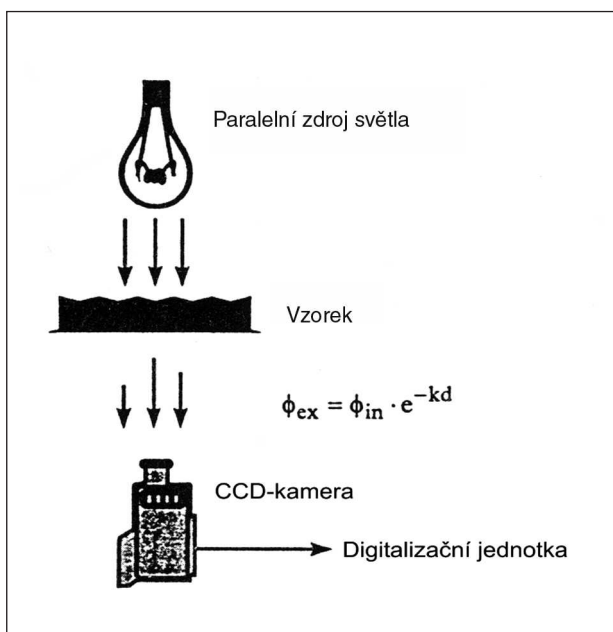 Paralelní zdroj světla
Vzorek
ϕex = ϕin · e^−kd
CCD-kamera
Digitalizační jednotka